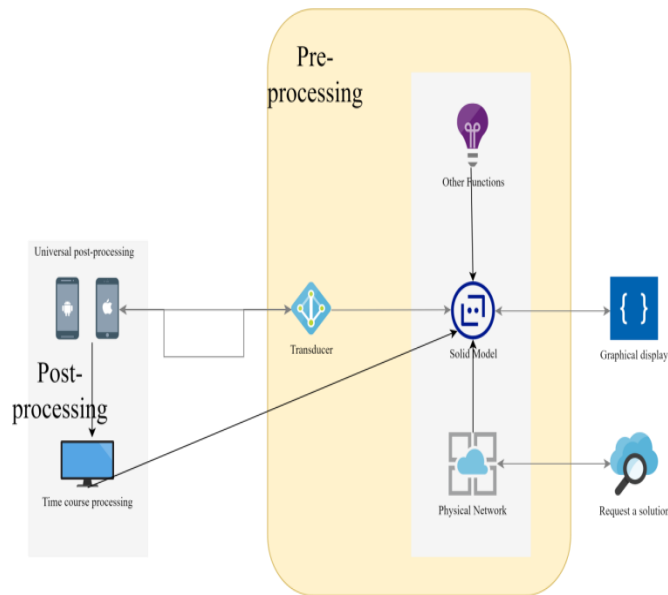 Pre-
processing
Other Functions
Universal post-processing
Transducer
Solid Model
{ }
Graphical display
Post-
processing
Time course processing
Physical Network
Request a solution